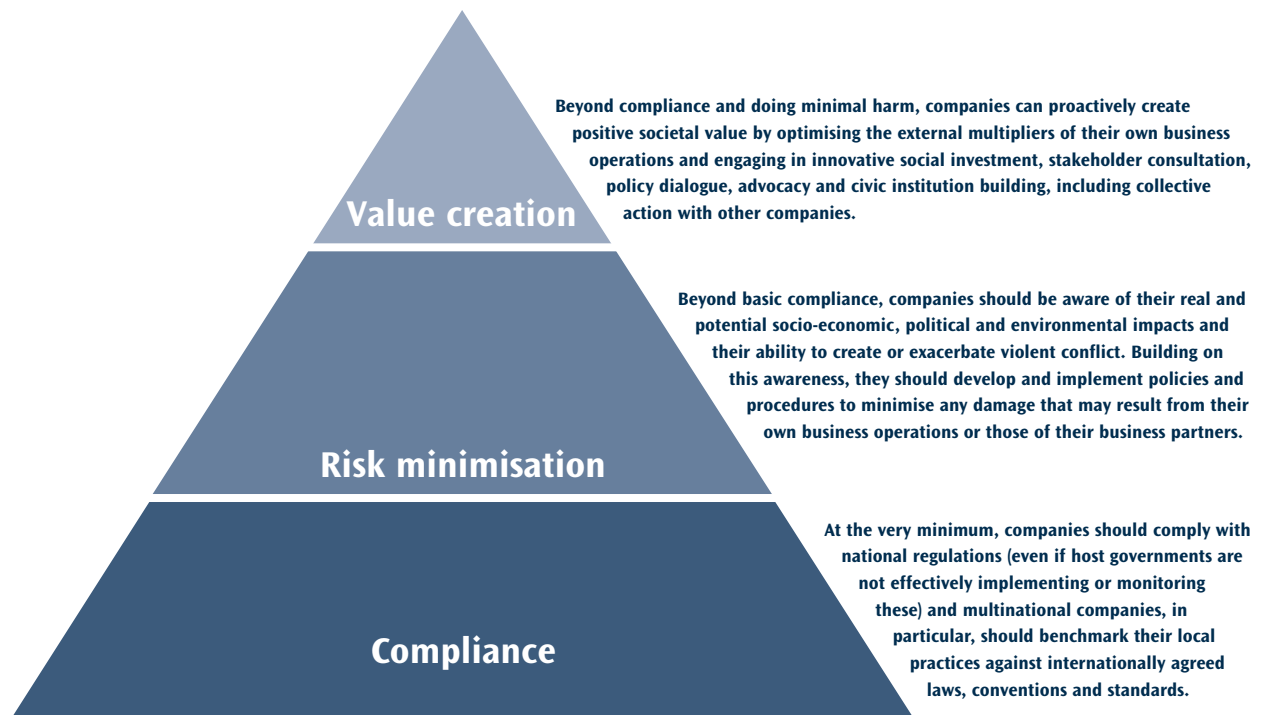 Beyond compliance and doing minimal harm, companies can proactively create
positive societal value by optimising the external multipliers of their own business
operations and engaging in innovative social investment, stakeholder consultation,
policy dialogue, advocacy and civic institution building, including collective
action with other companies.
Value creation
Beyond basic compliance, companies should be aware of their real and
potential socio-economic, political and environmental impacts and
their ability to create or exacerbate violent conflict. Building on
this awareness, they should develop and implement policies and
procedures to minimise any damage that may result from their
own business operations or those of their business partners.
Risk minimisation
At the very minimum, companies should comply with
national regulations (even if host governments are
not effectively implementing or monitoring
these) and multinational companies, in
particular, should benchmark their local
practices against internationally agreed
laws, conventions and standards.
Compliance